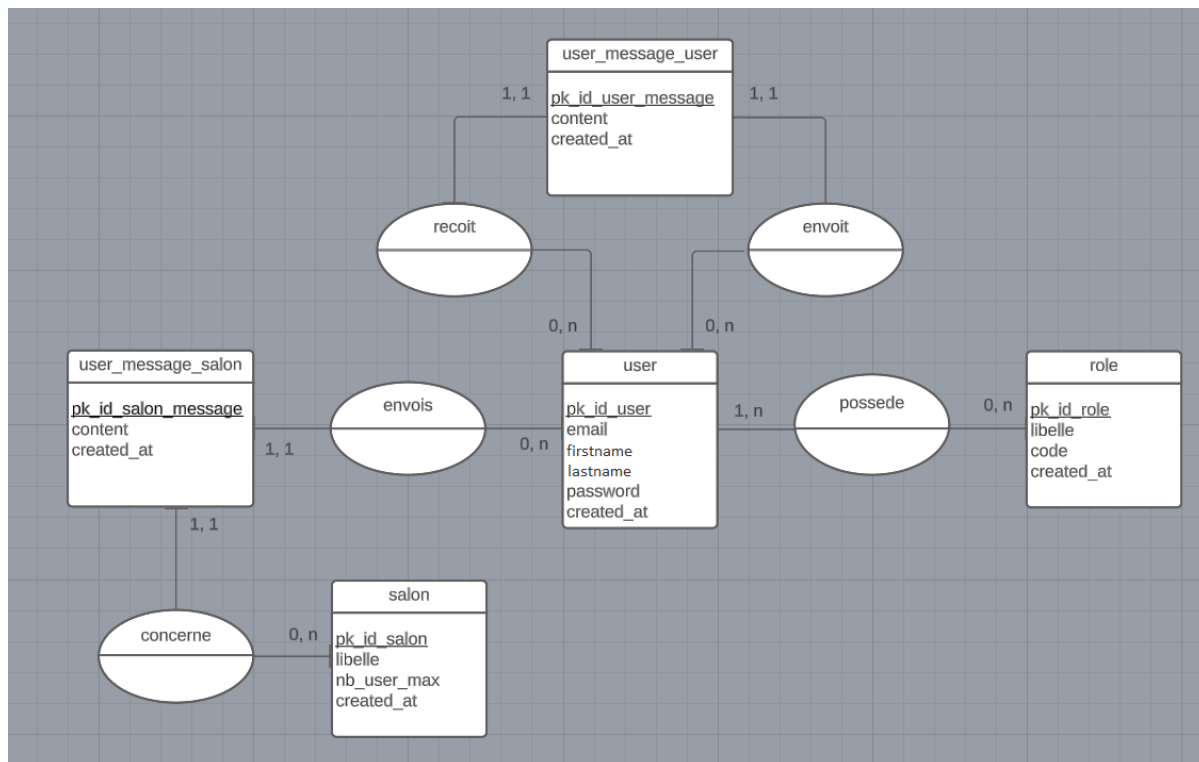 user_message_user
pk_id_user_message
content
created_at
1, 1
1, 1
recoit
envoit
0, n
0, n
user_message_salon
pk_id_salon_message
content
created_at
1, 1
envois
0, n
user
pk_id_user
email
firstname
lastname
password
created_at
1, n
possede
0, n
role
pk_id_role
libelle
code
created_at
1, 1
concerne
0, n
salon
pk_id_salon
libelle
nb_user_max
created_at